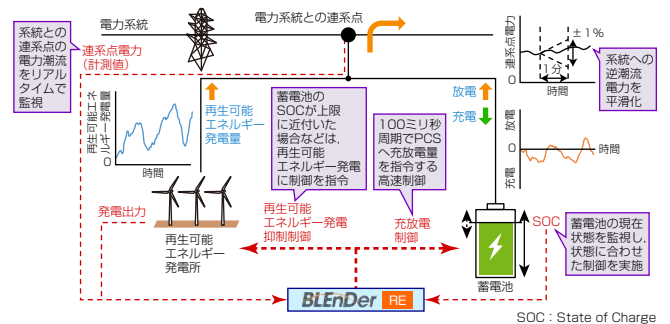 系統との
連系点の
電力潮流
をリアル
タイムで
監視
電力系統
電力系統との連系点
連系点電力
(計測値)
連系点電力
0
±1%
1分
時間
系統への
逆潮流
電力を
平滑化
再生可能エネ
ルギー発電量
0
時間
再生可能
エネルギー
発電量
蓄電池の
SOCが上限
に近付いた
場合などは,
再生可能
エネルギー発電
に制御を指令
100ミリ秒
周期でPCS
へ充放電量
を指令する
高速制御
放電
充電
放電
0
充電
時間
発電出力
再生可能
エネルギー
発電所
再生可能
エネルギー発電
抑制制御
充放電
制御
SOC
蓄電池
蓄電池の現在
状態を監視し,
状態に合わせ
た制御を実施
BLEnDer RE
SOC:State of Charge